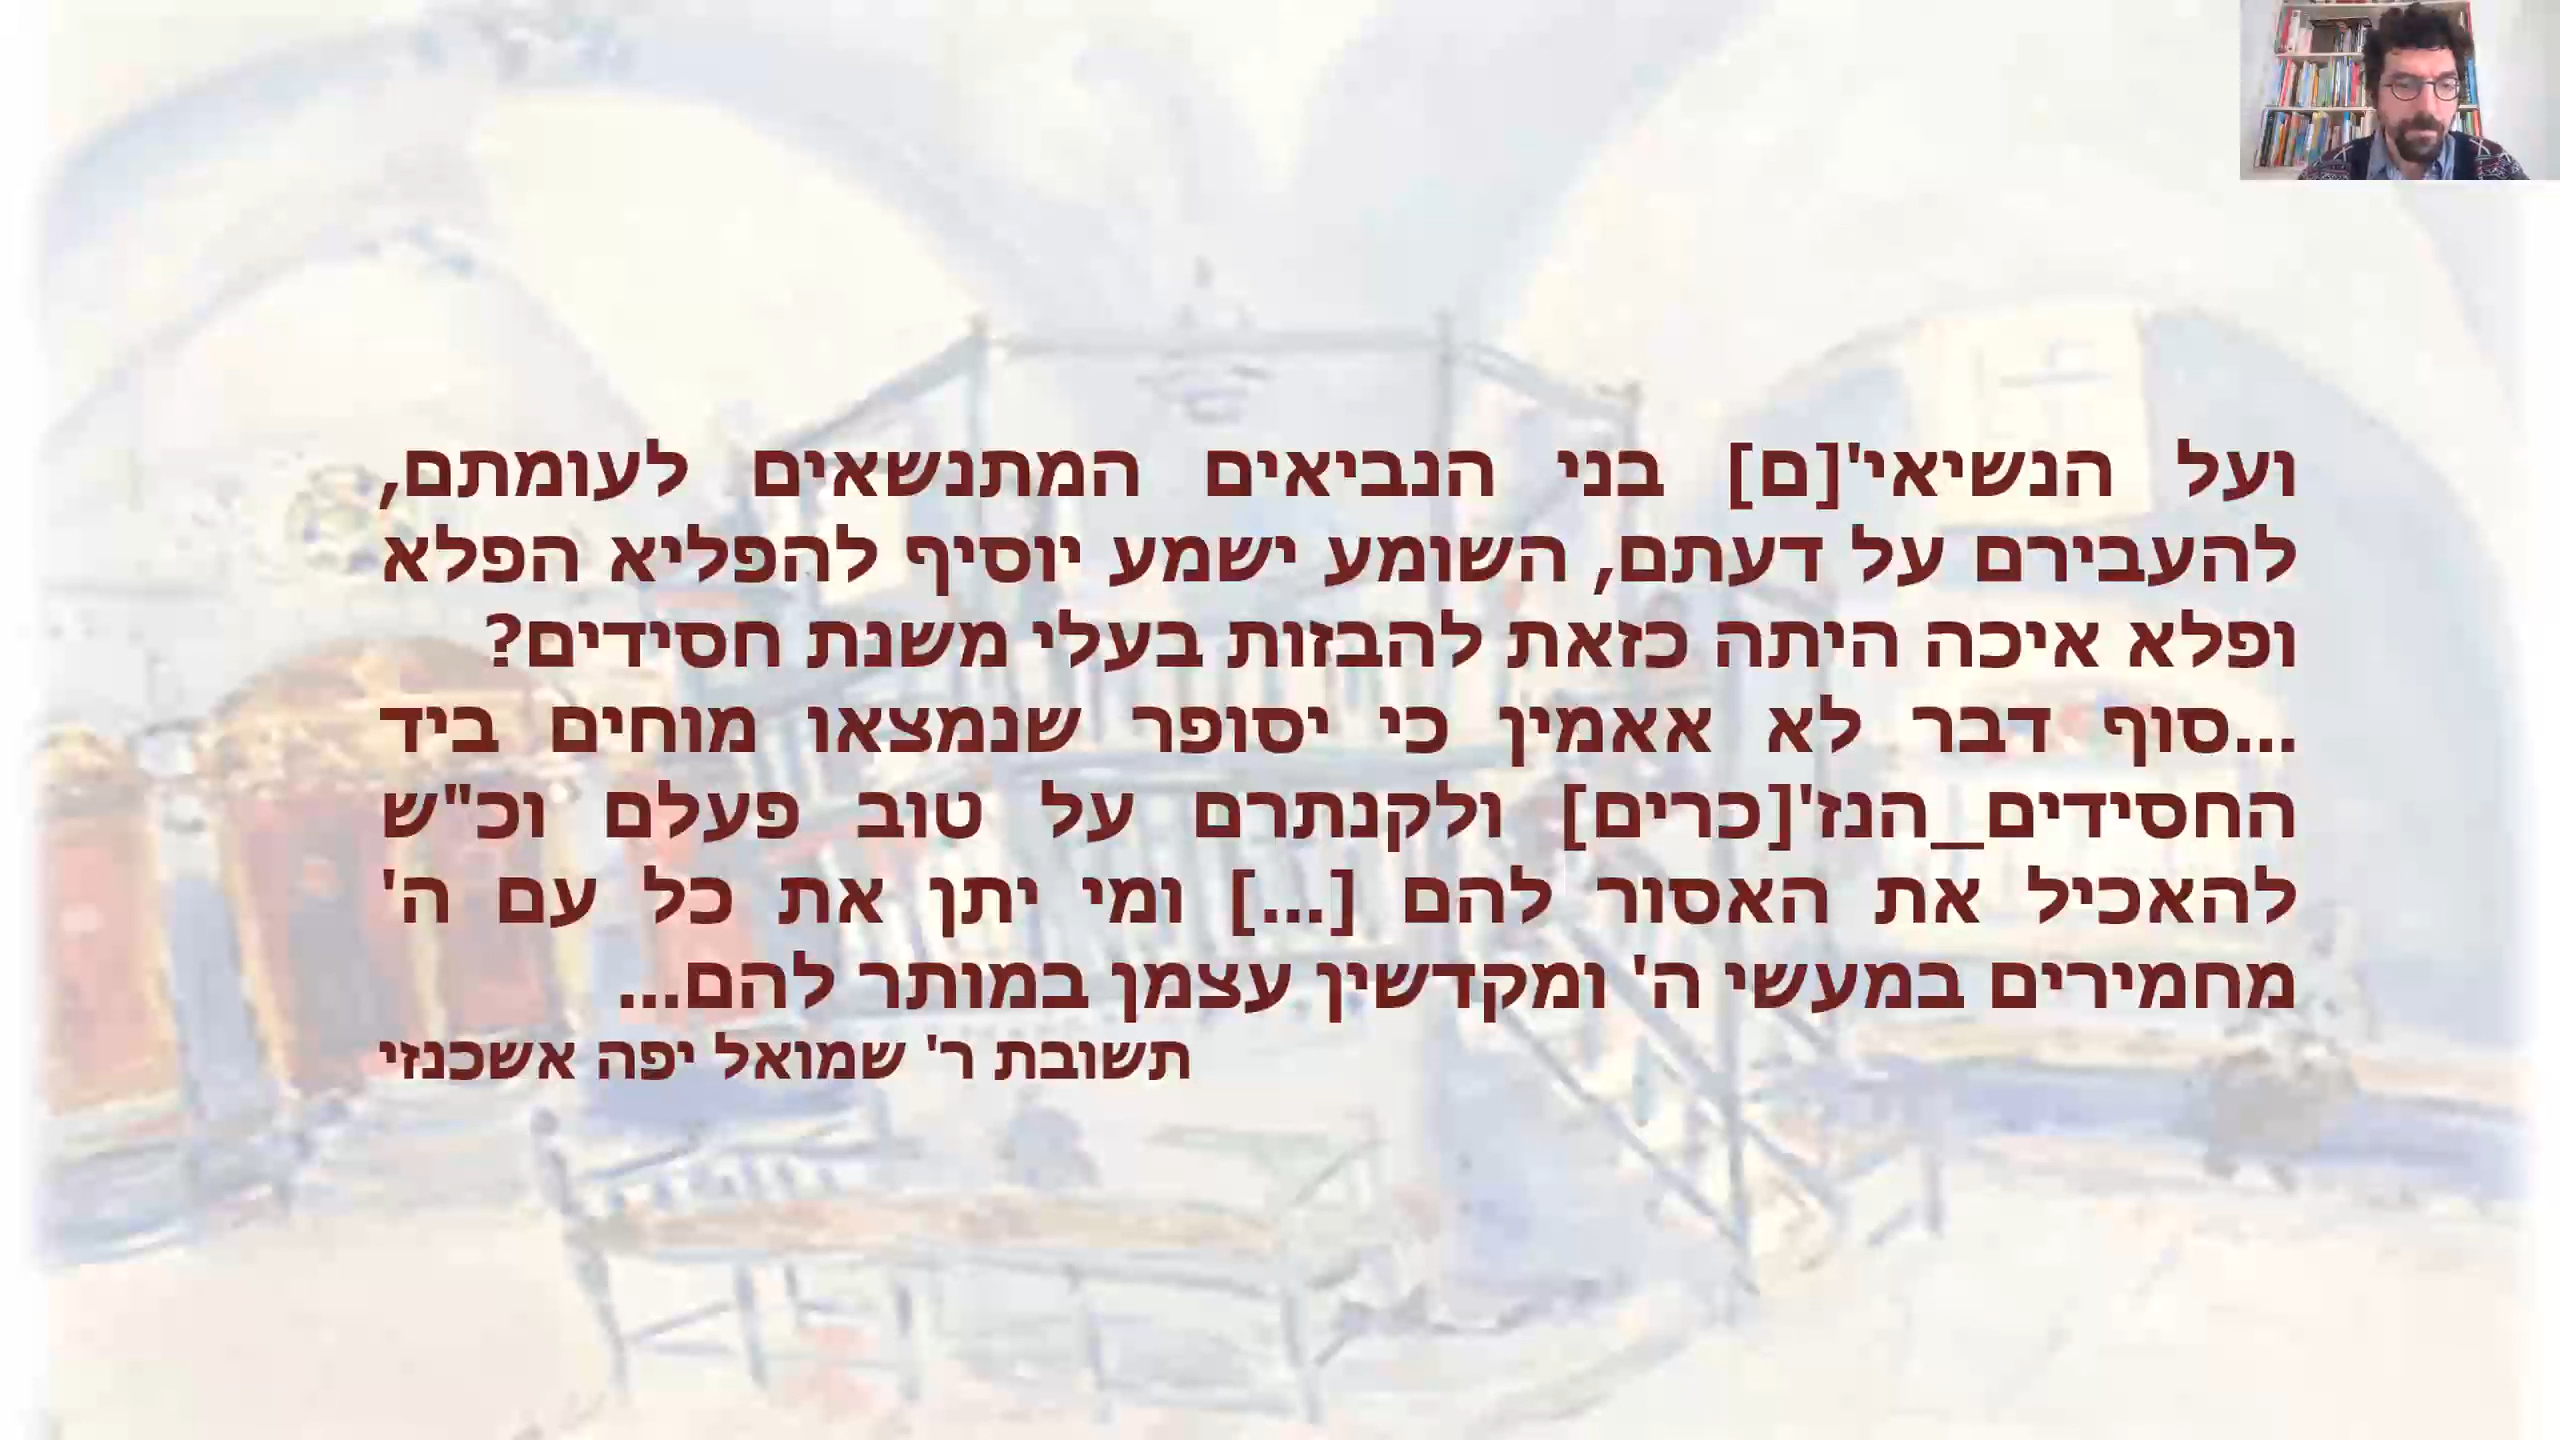 ועל הנשיאי'[ם] בני הנביאים המתנשאים לעומתם,
להעבירם על דעתם, השומע ישמע יוסיף להפליא הפלא
ופלא איכה היתה כזאת להבזות בעלי משנת חסידים?
...סוף דבר לא אאמין כי יסופר שנמצאו מוחים ביד
החסידים_הנז'[כרים] ולקנתרם על טוב פעלם וכ"ש
להאכיל את האסור להם [...] ומי יתן את כל עם ה'
מחמירים במעשי ה' ומקדשין עצמן במותר להם...
תשובת ר' שמואל יפה אשכנזי